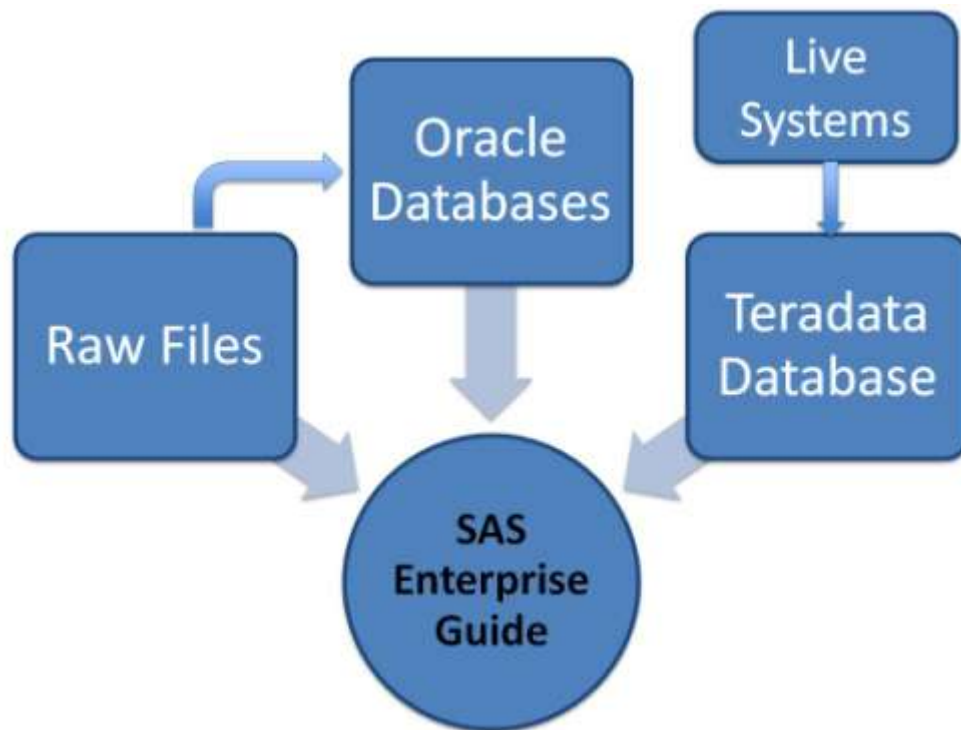 Live
Systems
Oracle
Databases
Raw Files
Teradata
Database
SAS
Enterprise
Guide